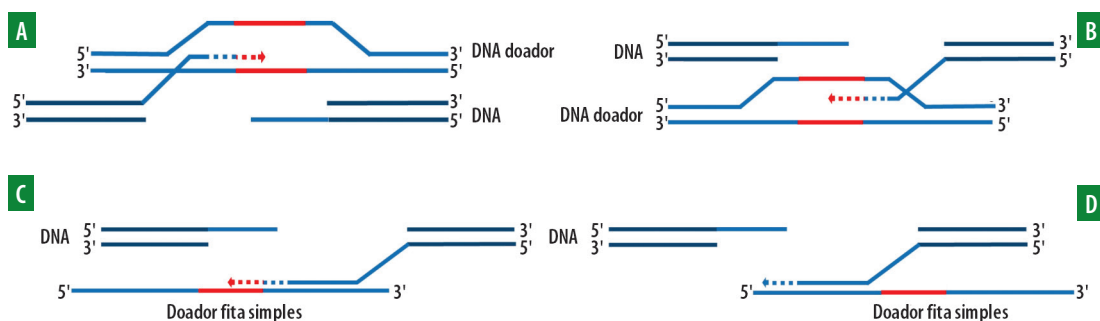 A
5' 3' DNA doador
3' 5'
5' 3'
3' 5' DNA
B
DNA 5' 3'
3' 5'
DNA doador 5' 3'
3' 5'
C
DNA 5' 3'
3' 5'
5' 3'
Doador fita simples
D
DNA 5' 3'
3' 5'
5' 3'
Doador fita simples